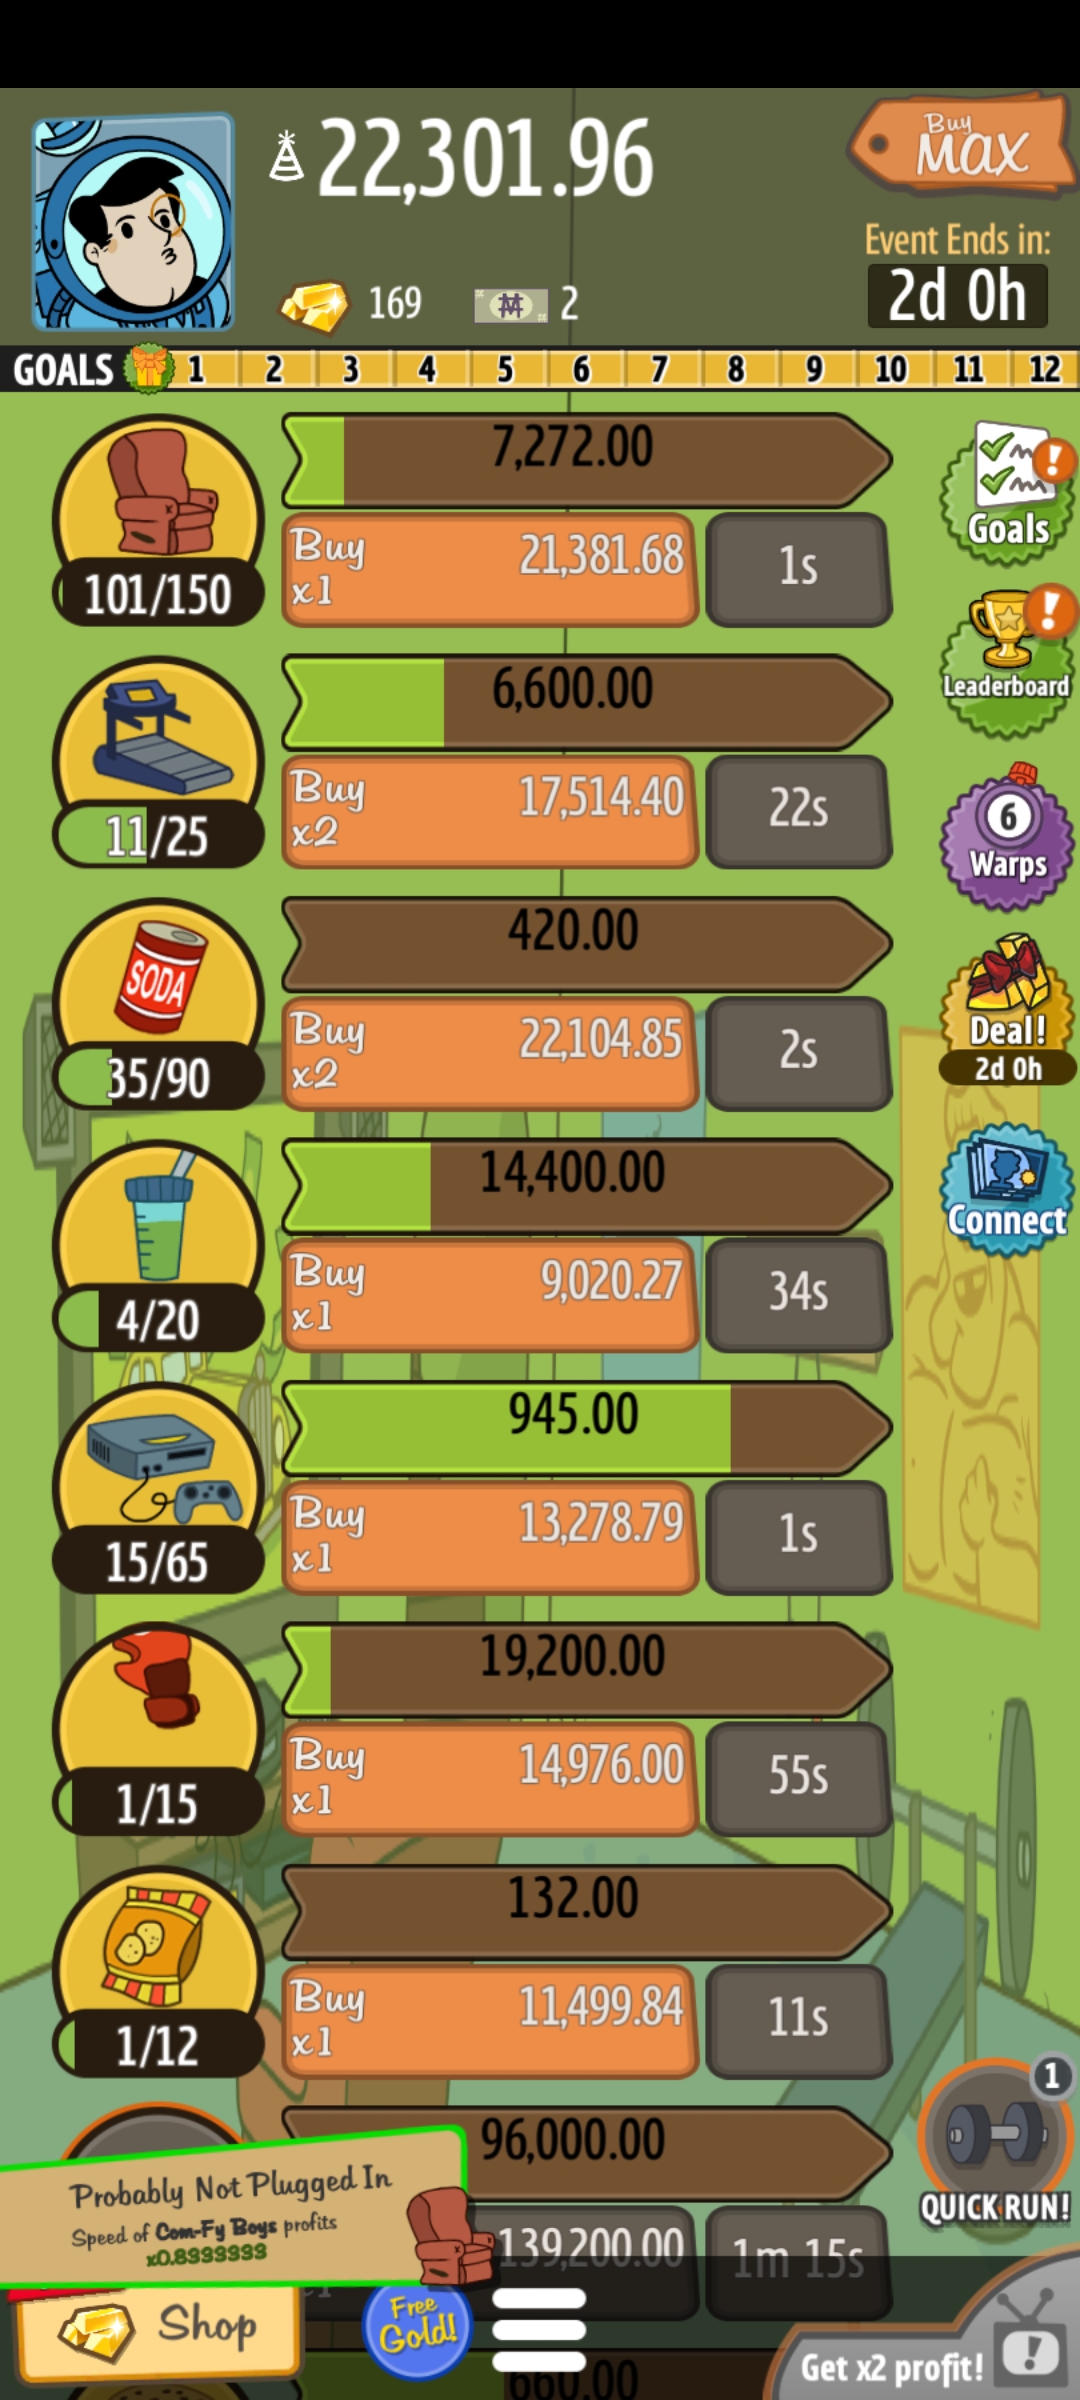 22,301.96
Buy
MAX
Event Ends in:
2d 0h
169
2
GOALS 1 2 3 4 5 6 7 8 9 10 11 12
7,272.00
Buy
x1
21,381.68
1s
101/150
Goals
6,600.00
Buy
x2
17,514.40
22s
11/25
Leaderboard
420.00
SODA
Buy
x2
22,104.85
2s
35/90
6
Warps
Deal!
2d 0h
14,400.00
Buy
x1
9,020.27
34s
4/20
Connect
945.00
Buy
x1
13,278.79
1s
15/65
19,200.00
Buy
x1
14,976.00
55s
1/15
132.00
Buy
x1
11,499.84
11s
1/12
1
QUICK RUN!
96,000.00
139,200.00
1m 15s
Probably Not Plugged In
Speed of Com-Fy Boys profits
x0.8333333
Shop
Free
Gold!
660.00
Get x2 profit!